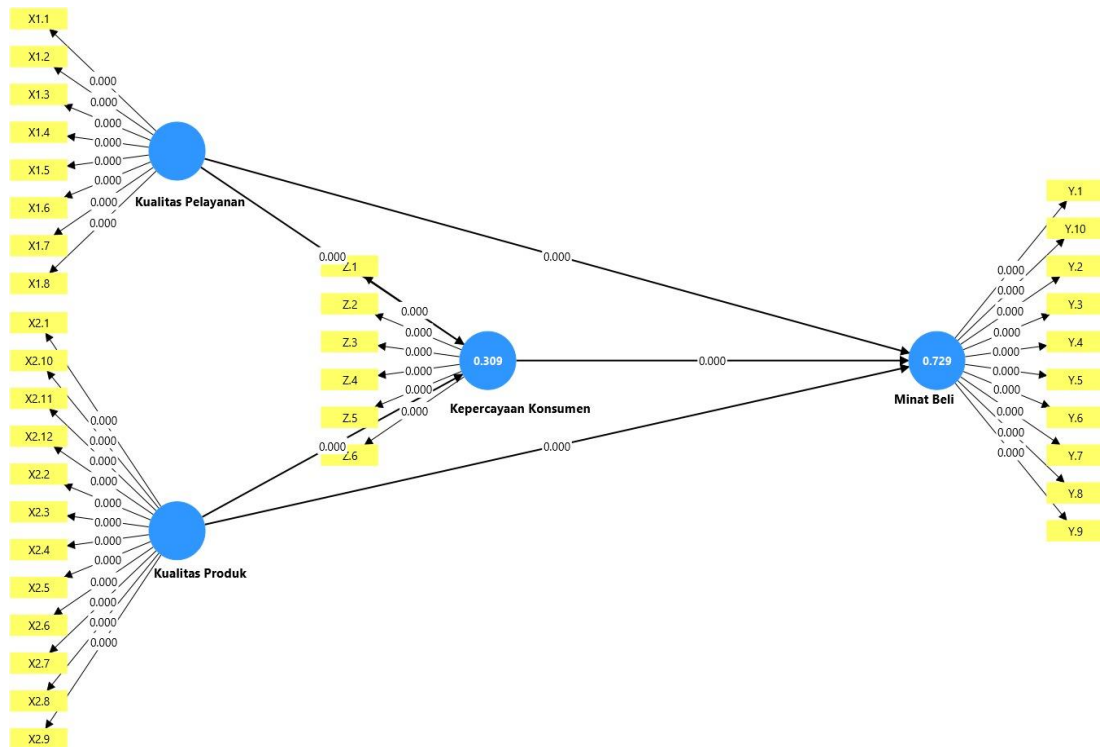 X1.1
X1.2
X1.3
X1.4
X1.5
X1.6
X1.7
X1.8
0.000
0.000
0.000
0.000
0.000
0.000
0.000
0.000
Kualitas Pelayanan
X2.1
X2.10
X2.11
X2.12
X2.2
X2.3
X2.4
X2.5
X2.6
X2.7
X2.8
X2.9
0.000
0.000
0.000
0.000
0.000
0.000
0.000
0.000
0.000
0.000
0.000
0.000
Kualitas Produk
0.000
Z.1
Z.2
Z.3
Z.4
Z.5
0.000
Z.6
0.000
0.000
0.000
0.000
0.000
0.000
0.309
Kepercayaan Konsumen
0.000
0.000
0.000
0.729
Minat Beli
0.000
0.000
0.000
0.000
0.000
0.000
0.000
0.000
0.000
0.000
Y.1
Y.10
Y.2
Y.3
Y.4
Y.5
Y.6
Y.7
Y.8
Y.9